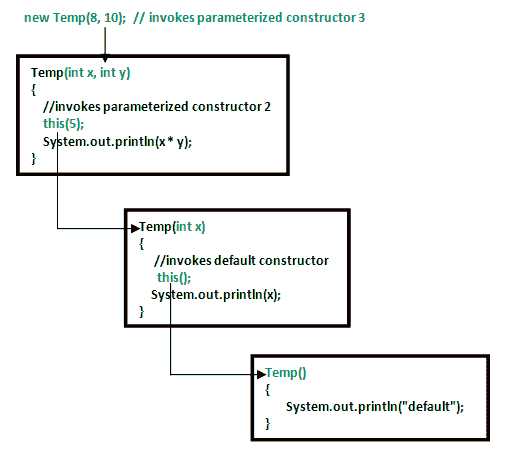 new Temp(8, 10);  // invokes parameterized constructor 3
Temp(int x, int y)
{
//invokes parameterized constructor 2
this(5);
System.out.println(x * y);
}
Temp(int x)
{
//invokes default constructor
this();
System.out.println(x);
}
Temp()
{
System.out.println("default");
}